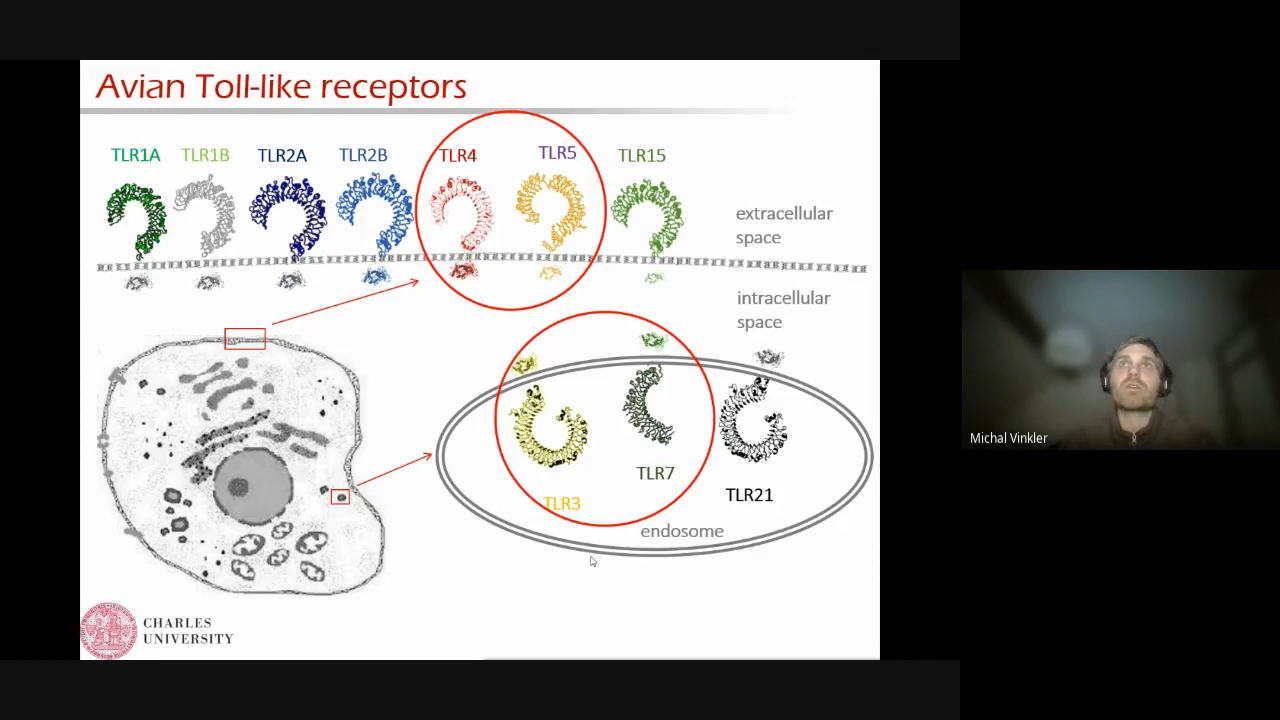 Avian Toll-like receptors
TLR1A
TLR1B
TLR2A
TLR2B
TLR4
TLR5
TLR15
extracellular
space
intracellular
space
TLR3
TLR7
TLR21
endosome
CHARLES
UNIVERSITY
Michal Vinkler